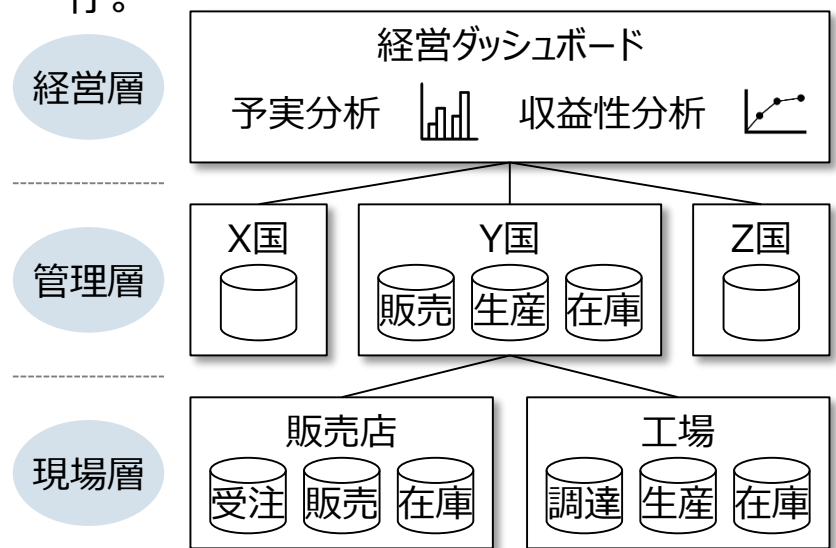 行。
経営層
経営ダッシュボード
予実分析 収益性分析
管理層
X国 Y国 Z国
販売 生産 在庫
現場層
販売店 工場
受注 販売 在庫 調達 生産 在庫